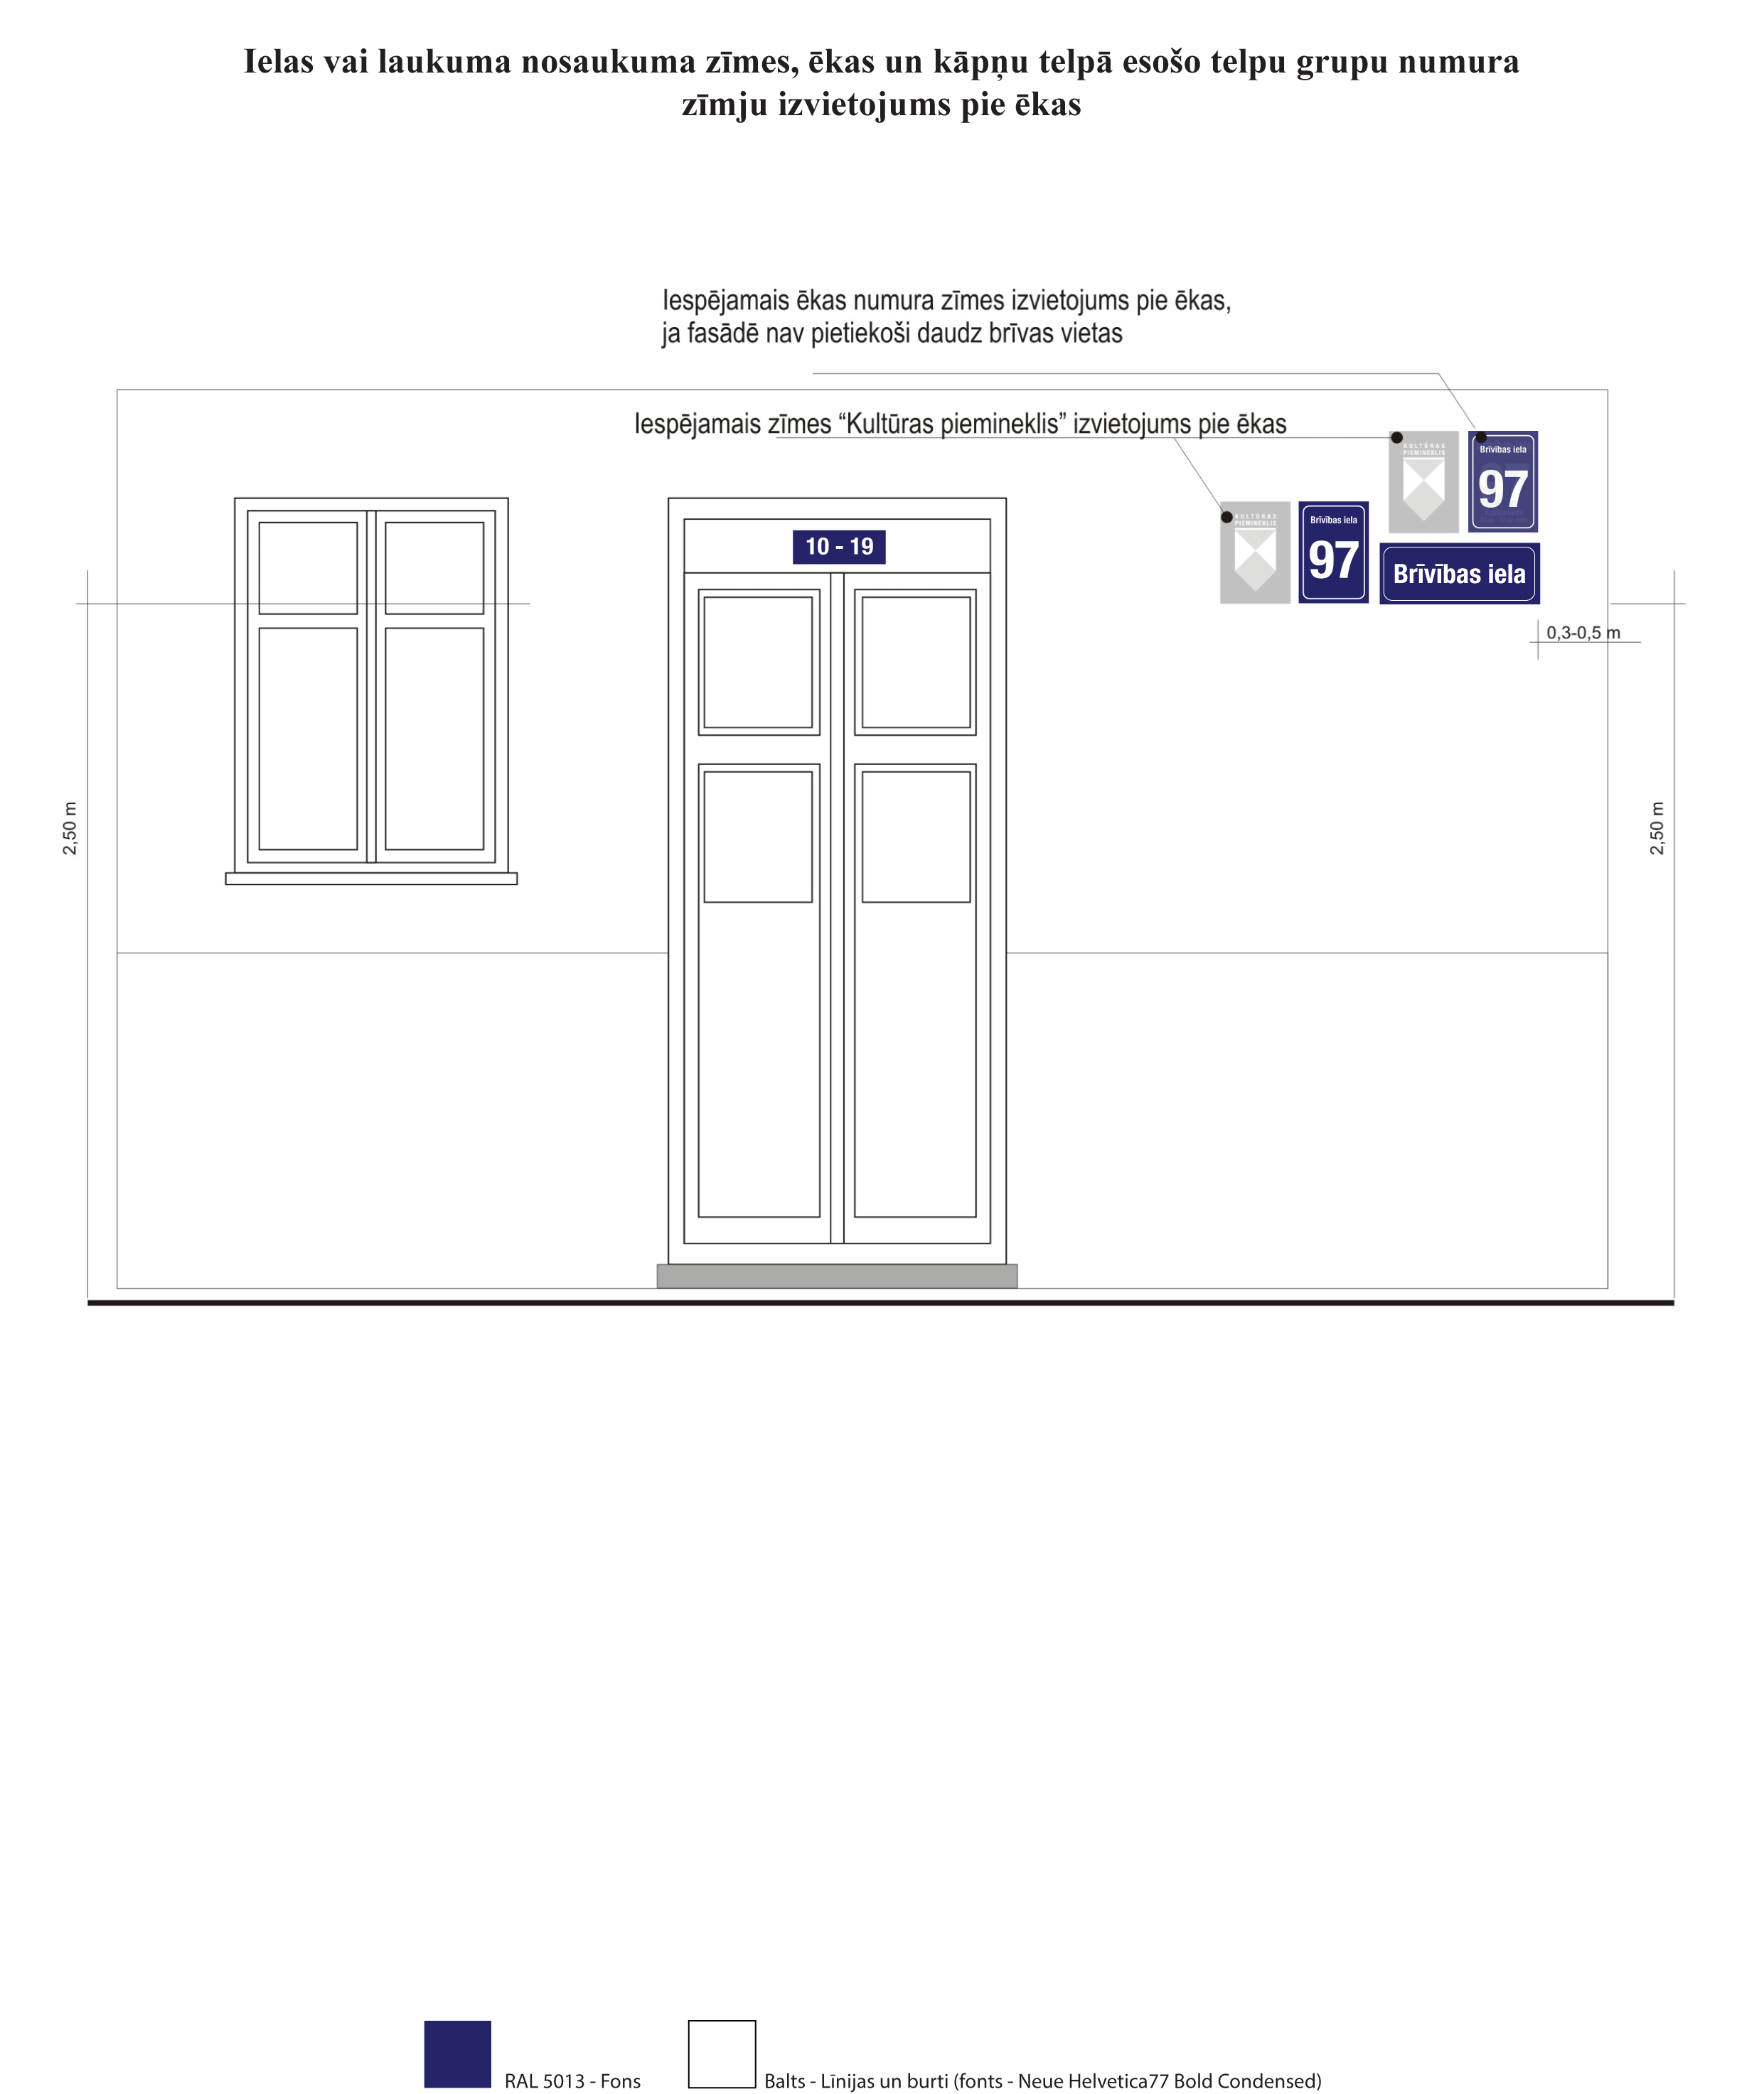 Ielas vai laukuma nosaukuma zīmes, ēkas un kāpņu telpā esošo telpu grupu numura
zīmju izvietojums pie ēkas
Iespējamais ēkas numura zīmes izvietojums pie ēkas,
ja fasādē nav pietiekoši daudz brīvas vietas
Iespējamais zīmes “Kultūras piemineklis” izvietojums pie ēkas
KULTŪRAS
PIEMINEKLIS
Brīvības iela
97
KULTŪRAS
PIEMINEKLIS
Brīvības iela
97
Brīvības iela
10 - 19
0,3-0,5 m
2,50 m
2,50 m
RAL 5013 - Fons
Balts - Līnijas un burti (fonts - Neue Helvetica77 Bold Condensed)